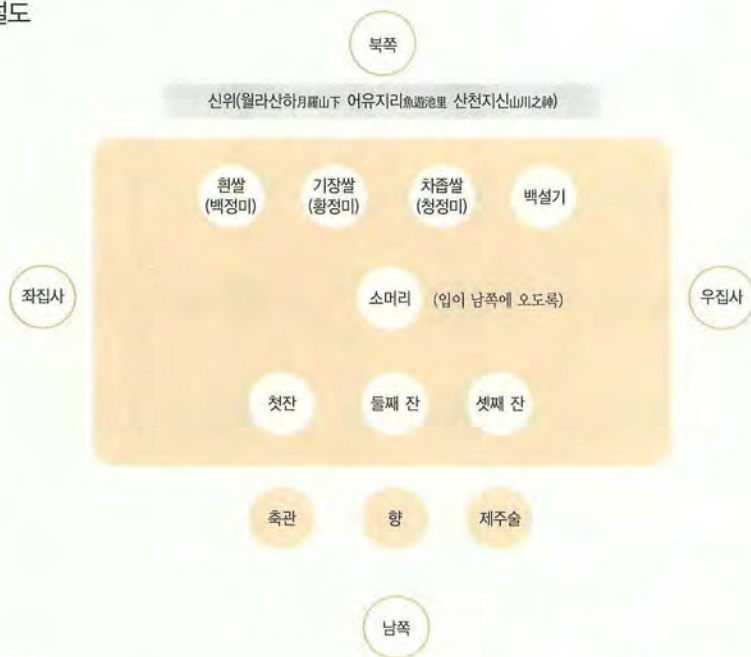 설도
북쪽
신위(월라산하月羅山下 어유지리魚遊池里 산천지신山川之神)
흰쌀
(백정미)
기장쌀
(황정미)
차좁쌀
(청정미)
백설기
좌집사
소머리 (입이 남쪽에 오도록)
우집사
첫잔
둘째 잔
셋째 잔
축관
향
제주술
남쪽